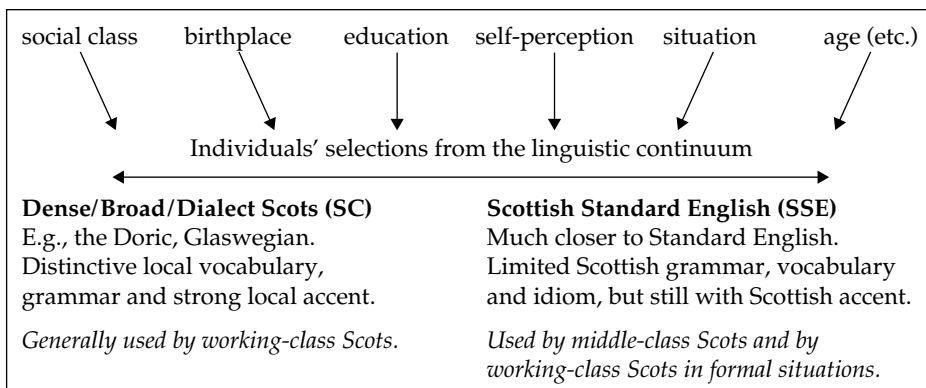 social class birthplace education self-perception situation age (etc.)
Individuals’ selections from the linguistic continuum
Dense/Broad/Dialect Scots (SC)
E.g., the Doric, Glaswegian.
Distinctive local vocabulary,
grammar and strong local accent.
Generally used by working-class Scots.
Scottish Standard English (SSE)
Much closer to Standard English.
Limited Scottish grammar, vocabulary
and idiom, but still with Scottish accent.
Used by middle-class Scots and by
working-class Scots in formal situations.